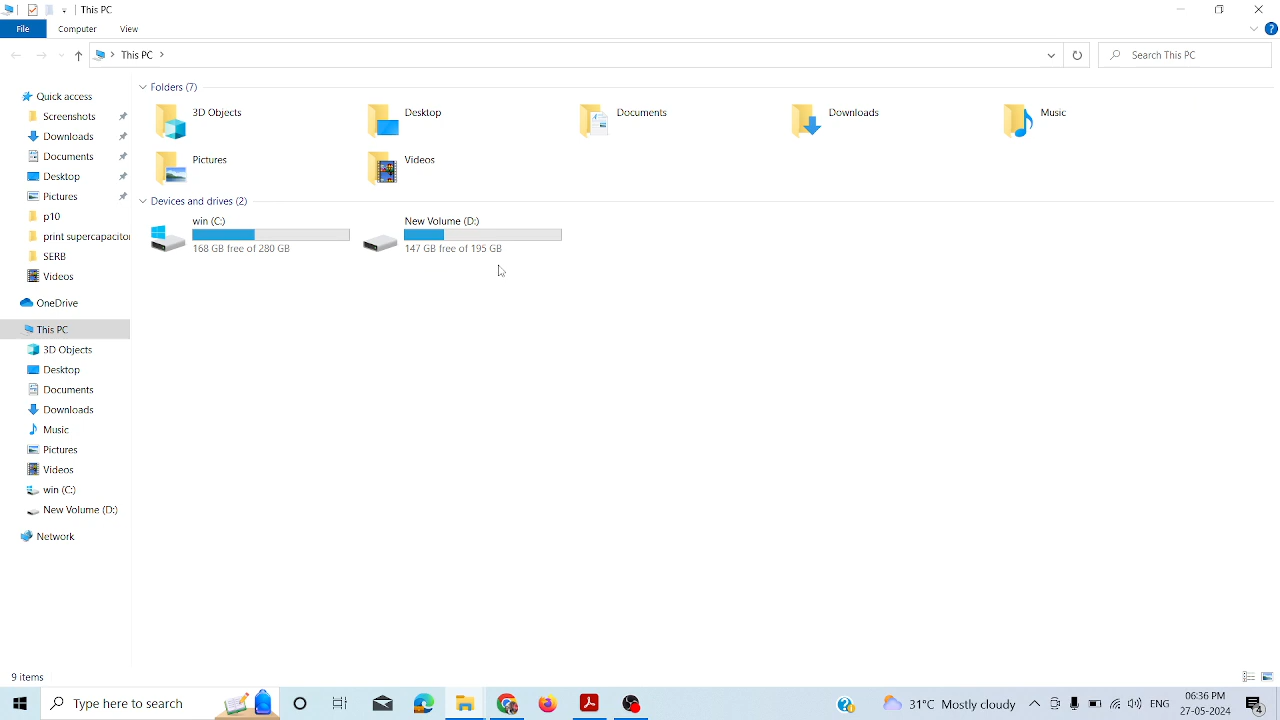 This PC
File Computer View
This PC
Search This PC
Folders (7)
3D Objects
Desktop
Documents
Downloads
Music
Pictures
Videos
Devices and drives (2)
win (C:)
168 GB free of 280 GB
New Volume (D:)
147 GB free of 195 GB
Quick access
Screenshots
Downloads
Documents
Desktop
Pictures
p10
print supercapacitor
SERB
Videos
OneDrive
This PC
3D Objects
Desktop
Documents
Downloads
Music
Pictures
Videos
win (C:)
New Volume (D:)
Network
9 items
Type here to search
31°C Mostly cloudy
ENG
06:36 PM
27-05-2024
4